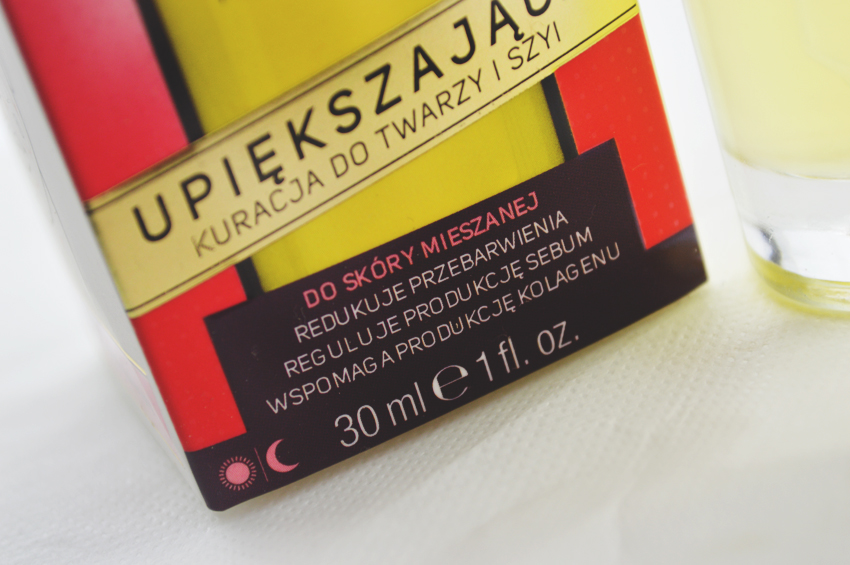 KURACJA DO TWARZY I SZYI
DO SKÓRY MIESZANEJ
REDUKUJE PRZEBARWIENIA
REGULUJE PRODUKCJĘ SEBUM
WSPOMAGA PRODUKCJĘ KOLAGENU
30 ml ℮ 1 fl. oz.